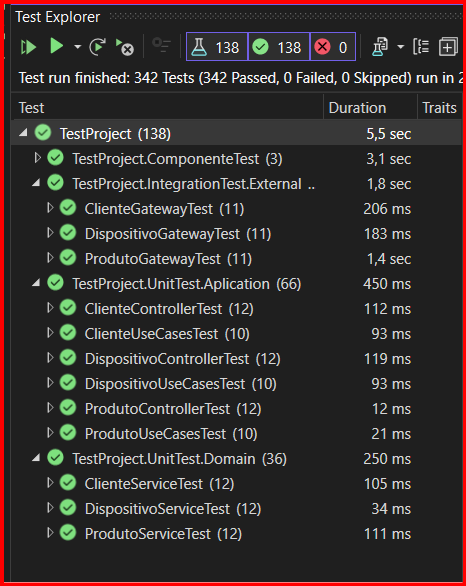 Test Explorer
138 138 0
Test run finished: 342 Tests (342 Passed, 0 Failed, 0 Skipped) run in 2
Test Duration Traits
TestProject (138) 5,5 sec
TestProject.ComponenteTest (3) 3,1 sec
TestProject.IntegrationTest.External .. 1,8 sec
ClienteGatewayTest (11) 206 ms
DispositivoGatewayTest (11) 183 ms
ProdutoGatewayTest (11) 1,4 sec
TestProject.UnitTest.Aplication (66) 450 ms
ClienteControllerTest (12) 112 ms
ClienteUseCasesTest (10) 93 ms
DispositivoControllerTest (12) 119 ms
DispositivoUseCasesTest (10) 93 ms
ProdutoControllerTest (12) 12 ms
ProdutoUseCasesTest (10) 21 ms
TestProject.UnitTest.Domain (36) 250 ms
ClienteServiceTest (12) 105 ms
DispositivoServiceTest (12) 34 ms
ProdutoServiceTest (12) 111 ms